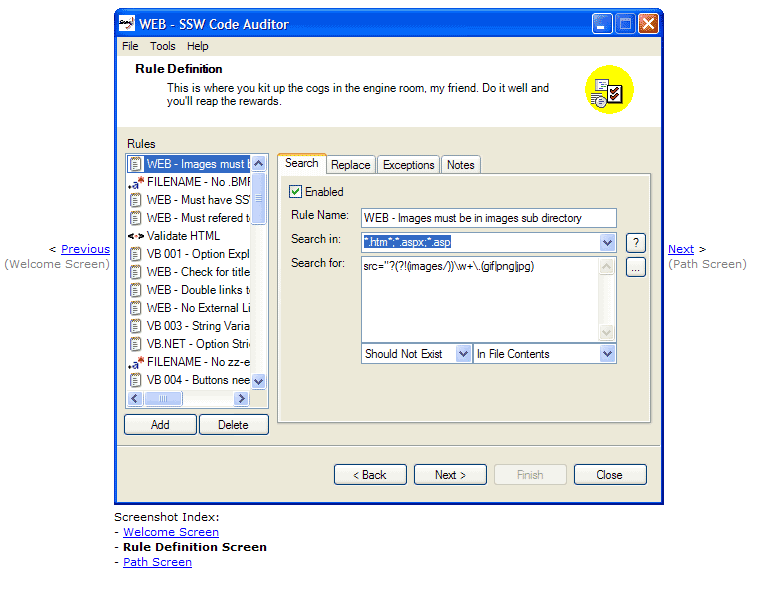 WEB - SSW Code Auditor
File Tools Help
Rule Definition
This is where you kit up the cogs in the engine room, my friend. Do it well and
you'll reap the rewards.
Rules
WEB - Images must b
FILENAME - No .BMF
WEB - Must have SS
WEB - Must refered t
Validate HTML
VB 001 - Option Expl
WEB - Check for title
WEB - Double links t
WEB - No External Li
VB 003 - String Varia
VB.NET - Option Stric
FILENAME - No zz-e
VB 004 - Buttons nee
Add Delete
Search Replace Exceptions Notes
Enabled
Rule Name: WEB - Images must be in images sub directory
Search in: *.htm*;*.aspx;*.asp ?
Search for: src="?(?!(images/))\w+\.(gif|png|jpg) ...
Should Not Exist In File Contents
< Back Next > Finish Close
< Previous
(Welcome Screen)
Next >
(Path Screen)
Screenshot Index:
- Welcome Screen
- Rule Definition Screen
- Path Screen